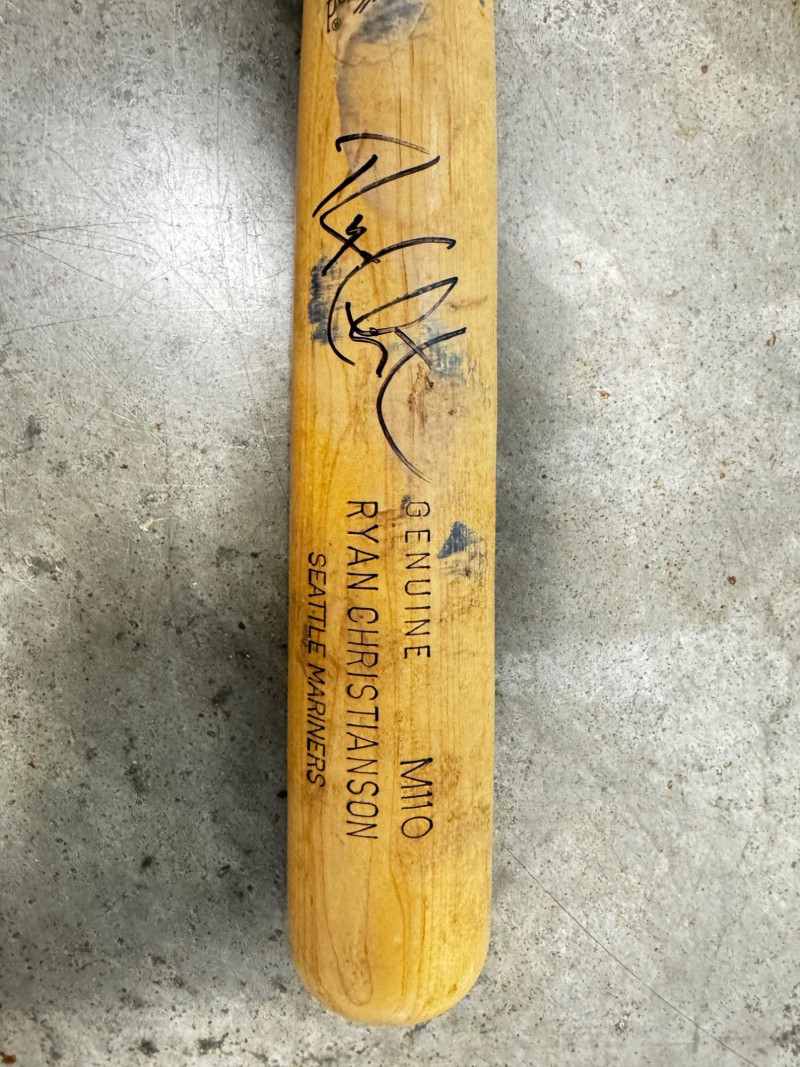 GENUINE M110
RYAN CHRISTIANSON
SEATTLE MARINERS